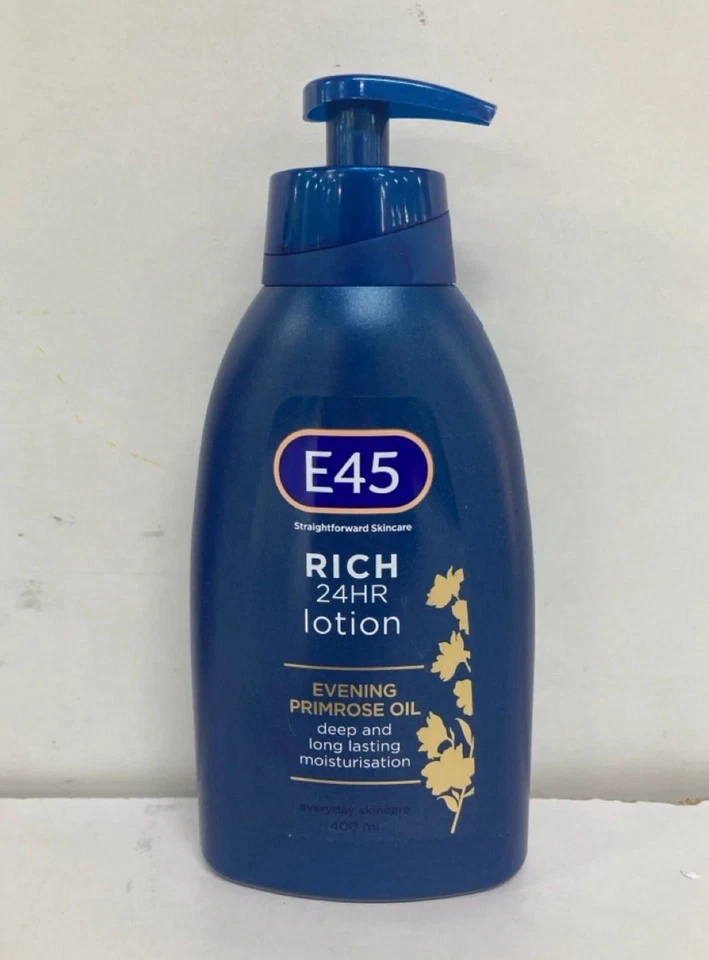 E45
Straightforward Skincare
RICH
24HR
lotion
EVENING
PRIMROSE OIL
deep and
long lasting
moisturisation
everyday skincare
400 ml